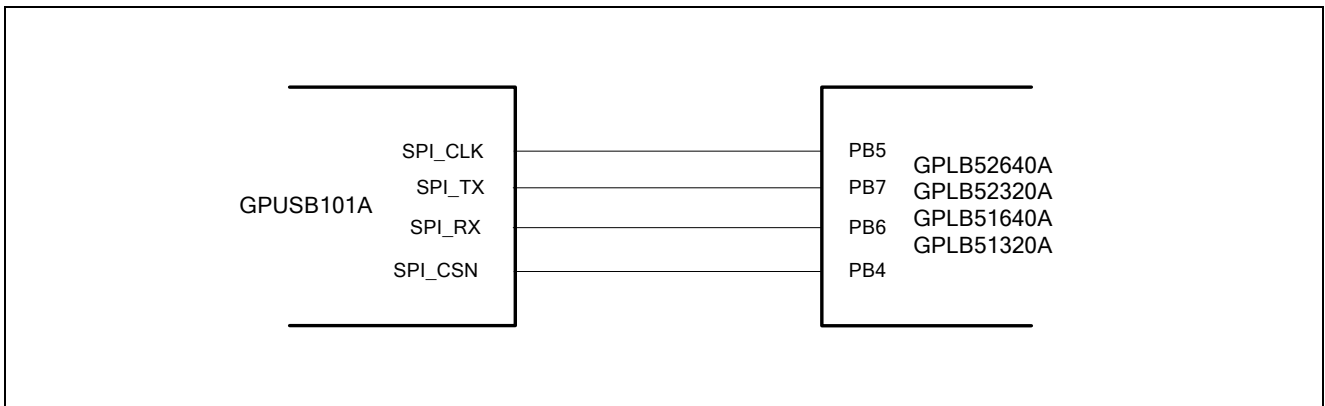 SPI_CLK
SPI_TX
GPUSB101A
SPI_RX
SPI_CSN
PB5
PB7
PB6
PB4
GPLB52640A
GPLB52320A
GPLB51640A
GPLB51320A